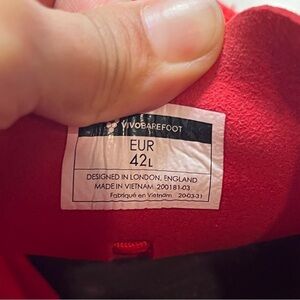 VIVOBAREFOOT
EUR
42L
DESIGNED IN LONDON, ENGLAND
MADE IN VIETNAM 200181-03
Fabriqué en Vietnam 20-03-31